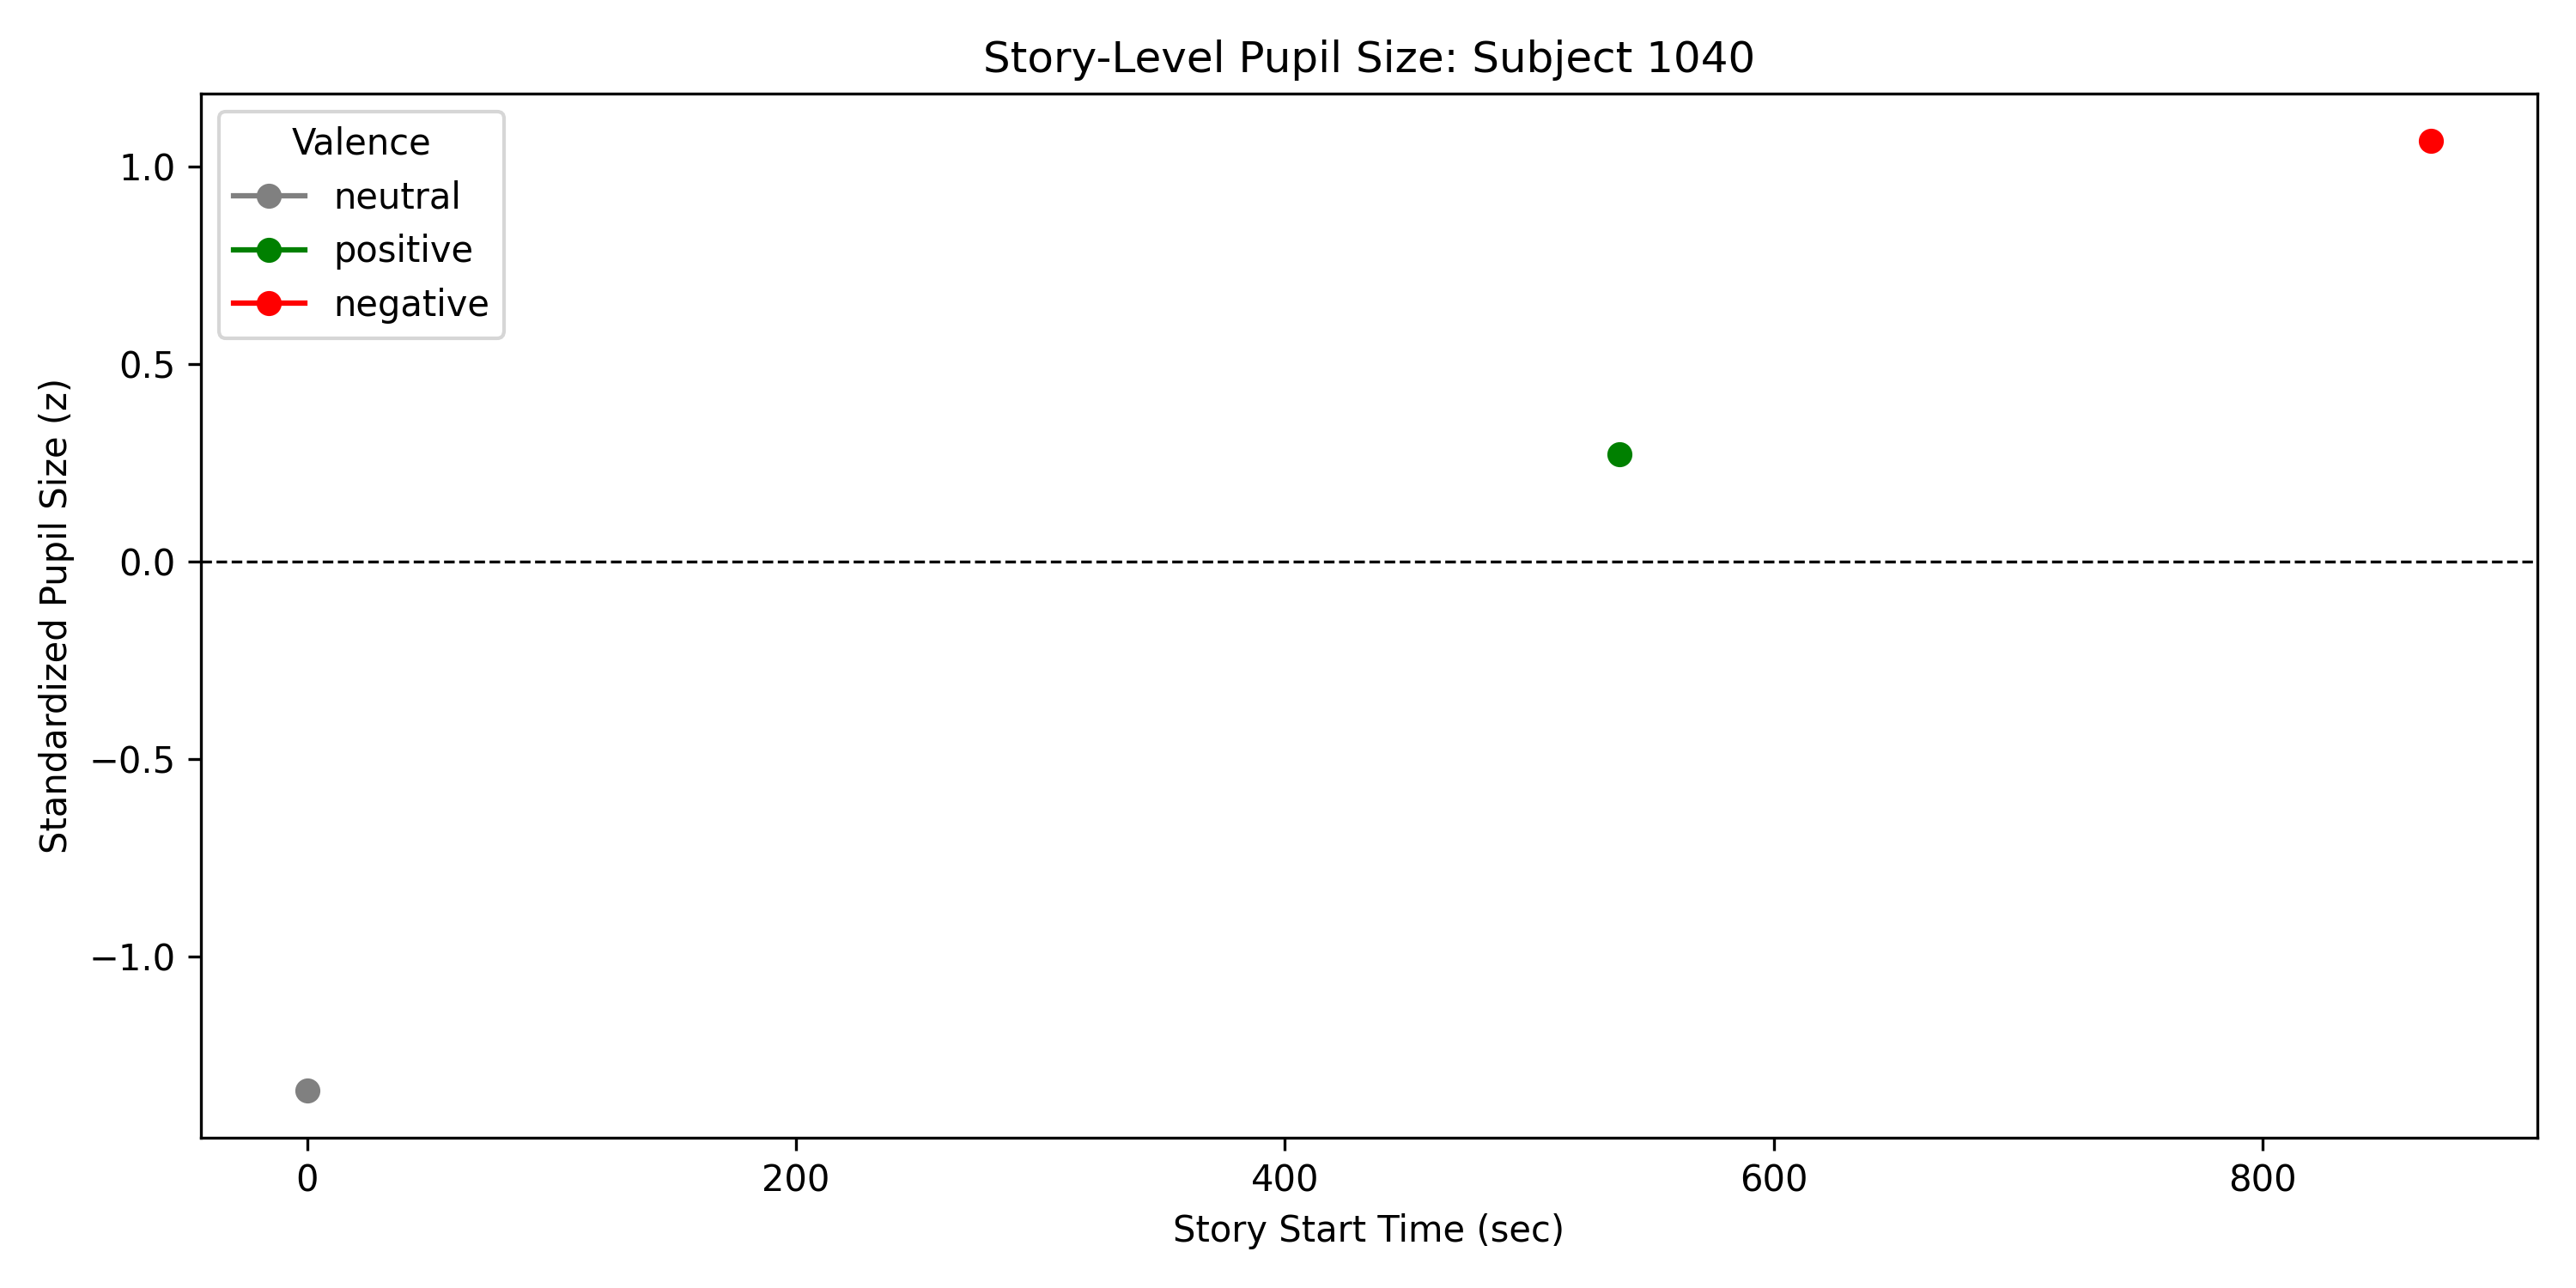 Story-Level Pupil Size: Subject 1040
Valence
neutral
positive
negative
Standardized Pupil Size (z)
1.0
0.5
0.0
−0.5
−1.0
0 200 400 600 800
Story Start Time (sec)